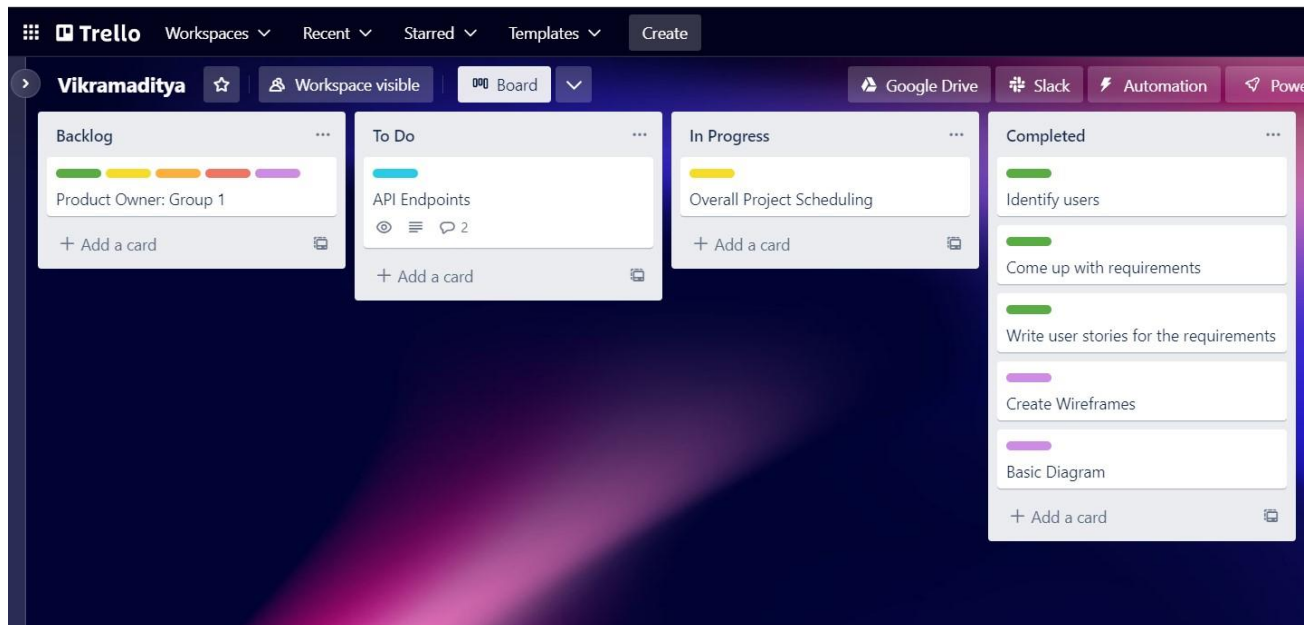 Trello Workspaces Recent Starred Templates Create
Vikramaditya Workspace visible Board Google Drive Slack Automation Powe
Backlog
Product Owner: Group 1
+ Add a card
To Do
API Endpoints
2
+ Add a card
In Progress
Overall Project Scheduling
+ Add a card
Completed
Identify users
Come up with requirements
Write user stories for the requirements
Create Wireframes
Basic Diagram
+ Add a card